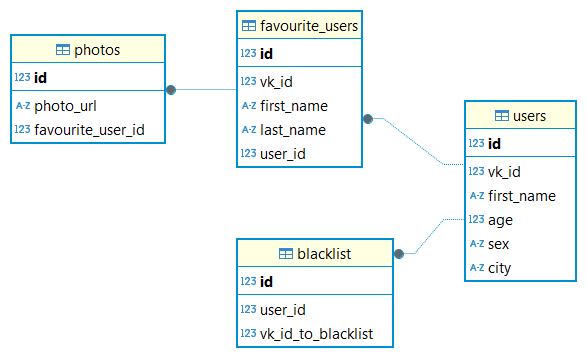 photos
123 id
A-Z photo_url
123 favourite_user_id
favourite_users
123 id
123 vk_id
A-Z first_name
A-Z last_name
123 user_id
users
123 id
123 vk_id
A-Z first_name
123 age
A-Z sex
A-Z city
blacklist
123 id
123 user_id
123 vk_id_to_blacklist